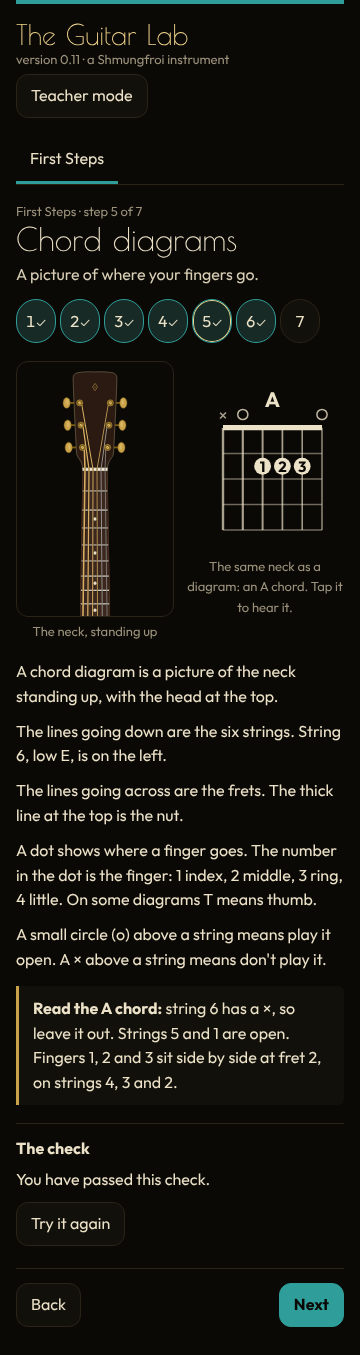 The Guitar Lab
version 0.11 · a Shmungfroi instrument
Teacher mode
First Steps
First Steps · step 5 of 7
Chord diagrams
A picture of where your fingers go.
1✓ 2✓ 3✓ 4✓ 5✓ 6✓ 7
A
× o o
1 2 3
The same neck as a
diagram: an A chord. Tap it
to hear it.
The neck, standing up
A chord diagram is a picture of the neck
standing up, with the head at the top.
The lines going down are the six strings. String
6, low E, is on the left.
The lines going across are the frets. The thick
line at the top is the nut.
A dot shows where a finger goes. The number
in the dot is the finger: 1 index, 2 middle, 3 ring,
4 little. On some diagrams T means thumb.
A small circle (o) above a string means play it
open. A × above a string means don't play it.
Read the A chord: string 6 has a ×, so
leave it out. Strings 5 and 1 are open.
Fingers 1, 2 and 3 sit side by side at fret 2,
on strings 4, 3 and 2.
The check
You have passed this check.
Try it again
Back
Next